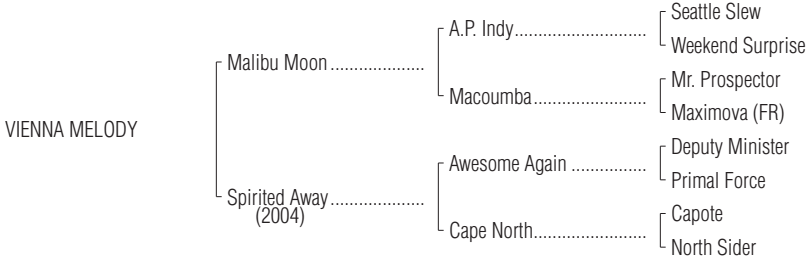 Seattle Slew
A.P. Indy
Weekend Surprise
Malibu Moon
Mr. Prospector
Macoumba
Maximova (FR)
VIENNA MELODY
Deputy Minister
Awesome Again
Primal Force
Spirited Away
(2004)
Capote
Cape North
North Sider